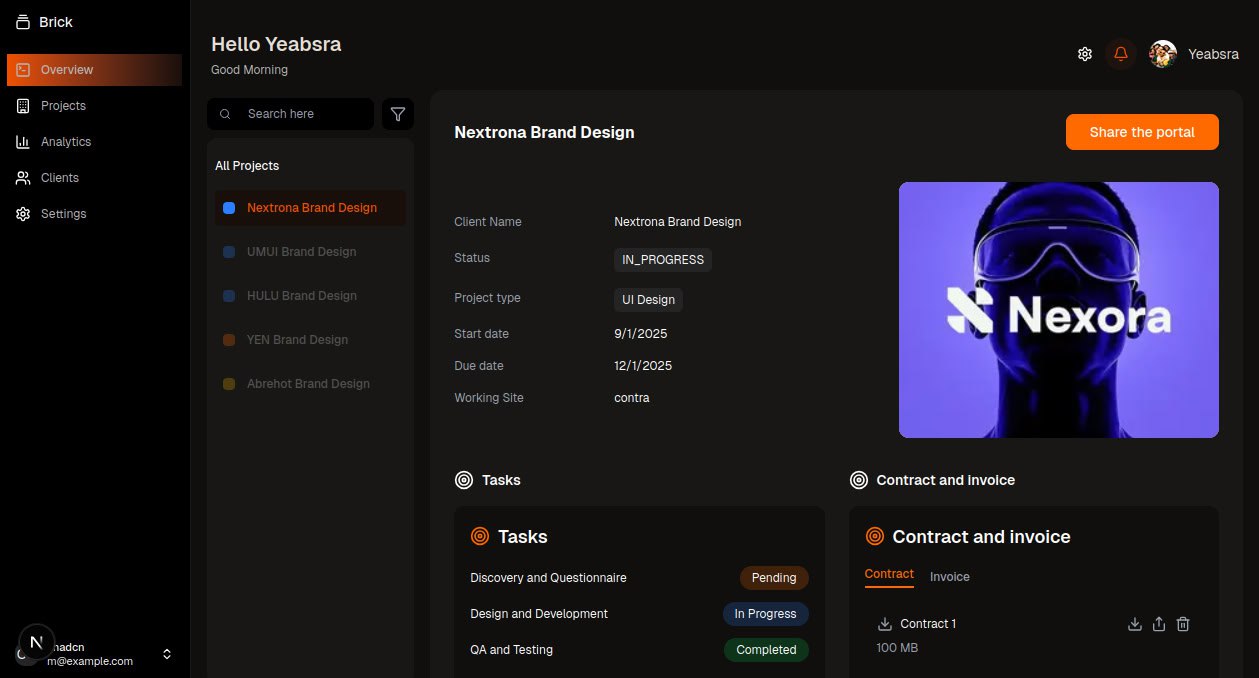 Brick
Overview
Projects
Analytics
Clients
Settings
N
hadcn
m@example.com
Hello Yeabsra
Good Morning
Yeabsra
Search here
All Projects
Nextrona Brand Design
UMUI Brand Design
HULU Brand Design
YEN Brand Design
Abrehot Brand Design
Nextrona Brand Design
Share the portal
Client Name Nextrona Brand Design
Status IN_PROGRESS
Project type UI Design
Start date 9/1/2025
Due date 12/1/2025
Working Site contra
Nexora
Tasks
Tasks
Discovery and Questionnaire Pending
Design and Development In Progress
QA and Testing Completed
Contract and invoice
Contract and invoice
Contract Invoice
Contract 1
100 MB